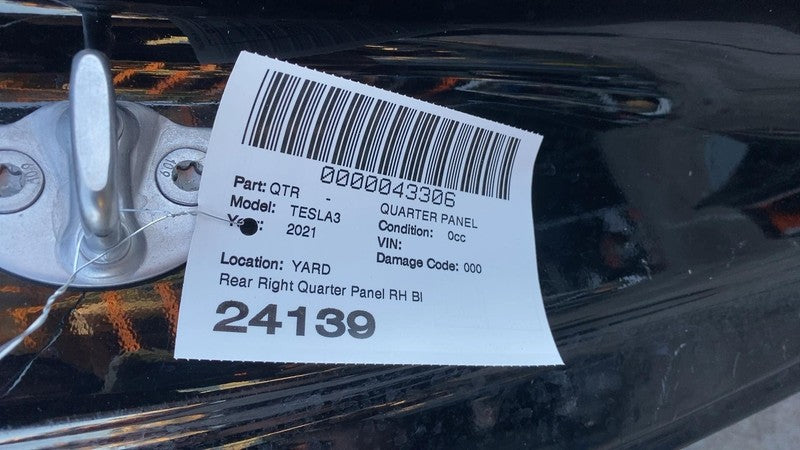 0000043306
Part: QTR - QUARTER PANEL
Model: TESLA3 Condition: 0cc
2021 VIN:
Damage Code: 000
Location: YARD
Rear Right Quarter Panel RH Bl
24139
109